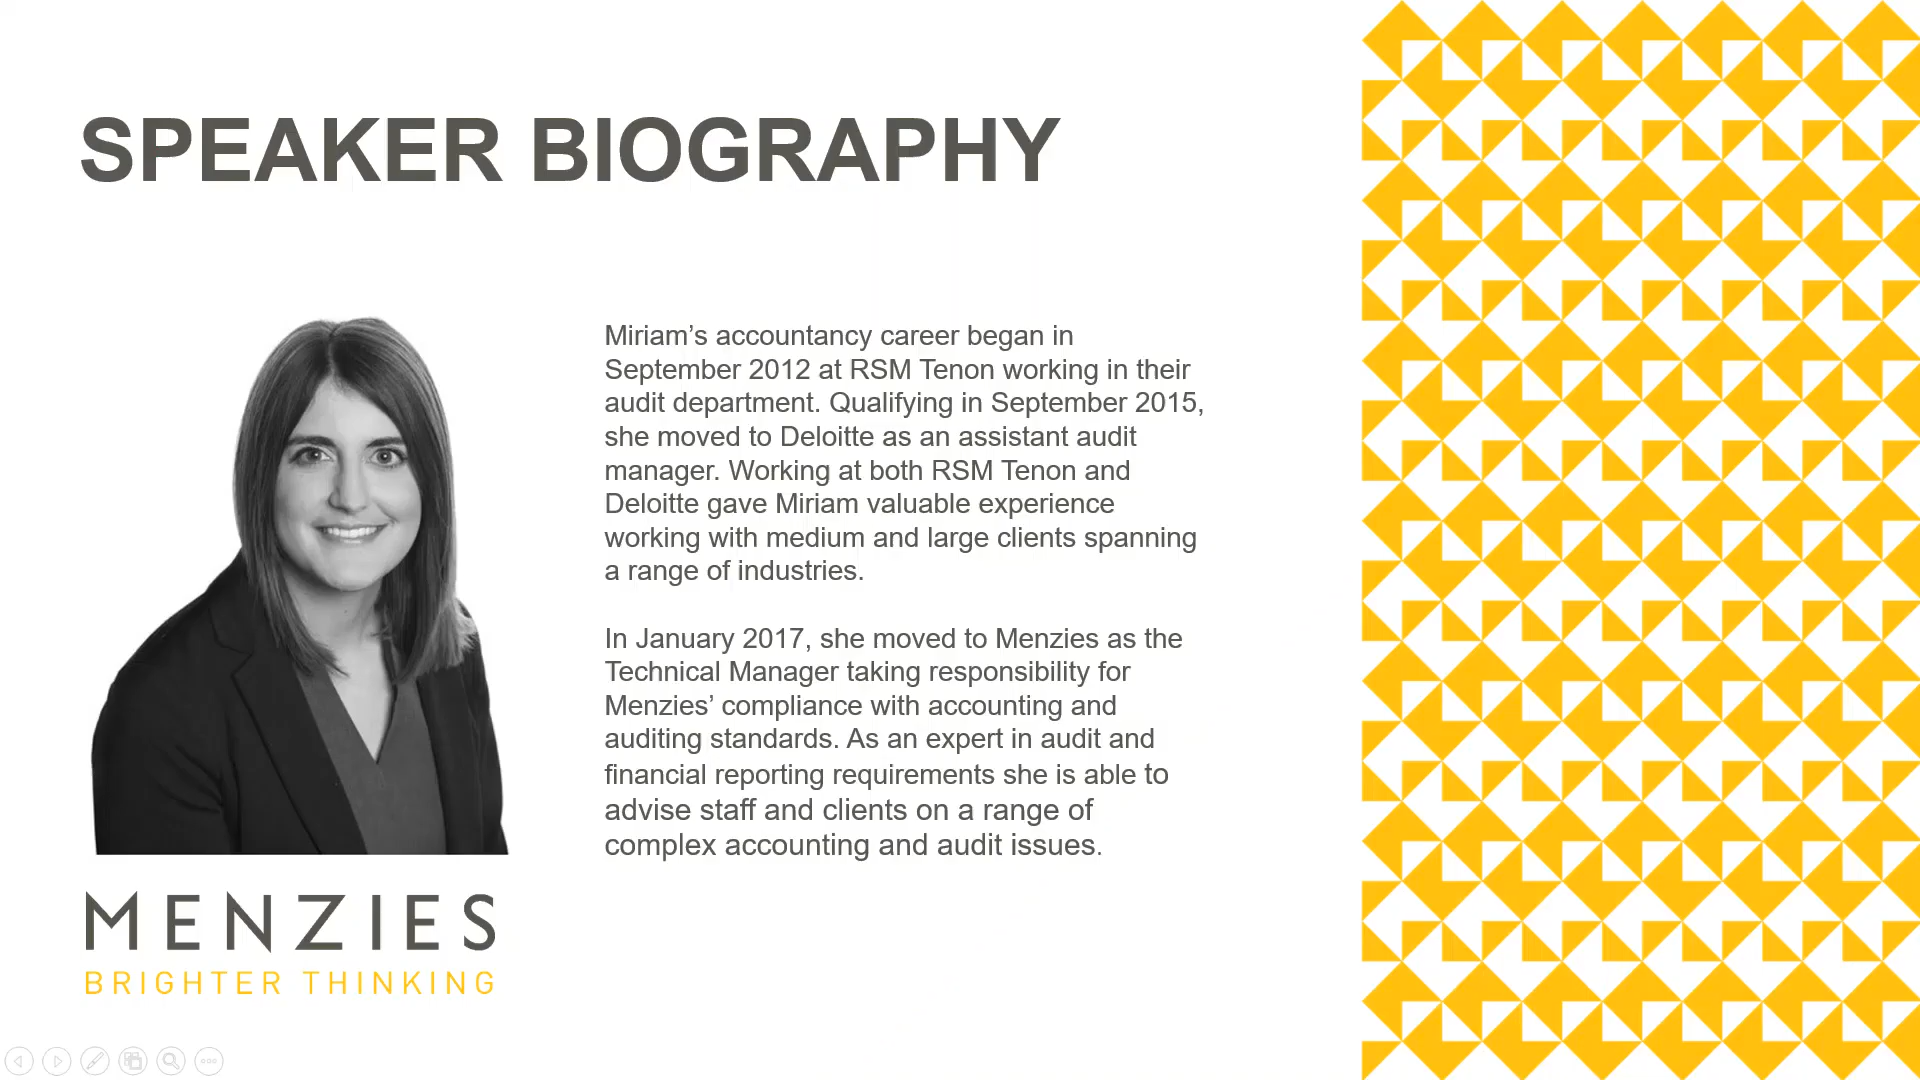 SPEAKER BIOGRAPHY
Miriam’s accountancy career began in
September 2012 at RSM Tenon working in their
audit department. Qualifying in September 2015,
she moved to Deloitte as an assistant audit
manager. Working at both RSM Tenon and
Deloitte gave Miriam valuable experience
working with medium and large clients spanning
a range of industries.
In January 2017, she moved to Menzies as the
Technical Manager taking responsibility for
Menzies’ compliance with accounting and
auditing standards. As an expert in audit and
financial reporting requirements she is able to
advise staff and clients on a range of
complex accounting and audit issues.
MENZIES
BRIGHTER THINKING